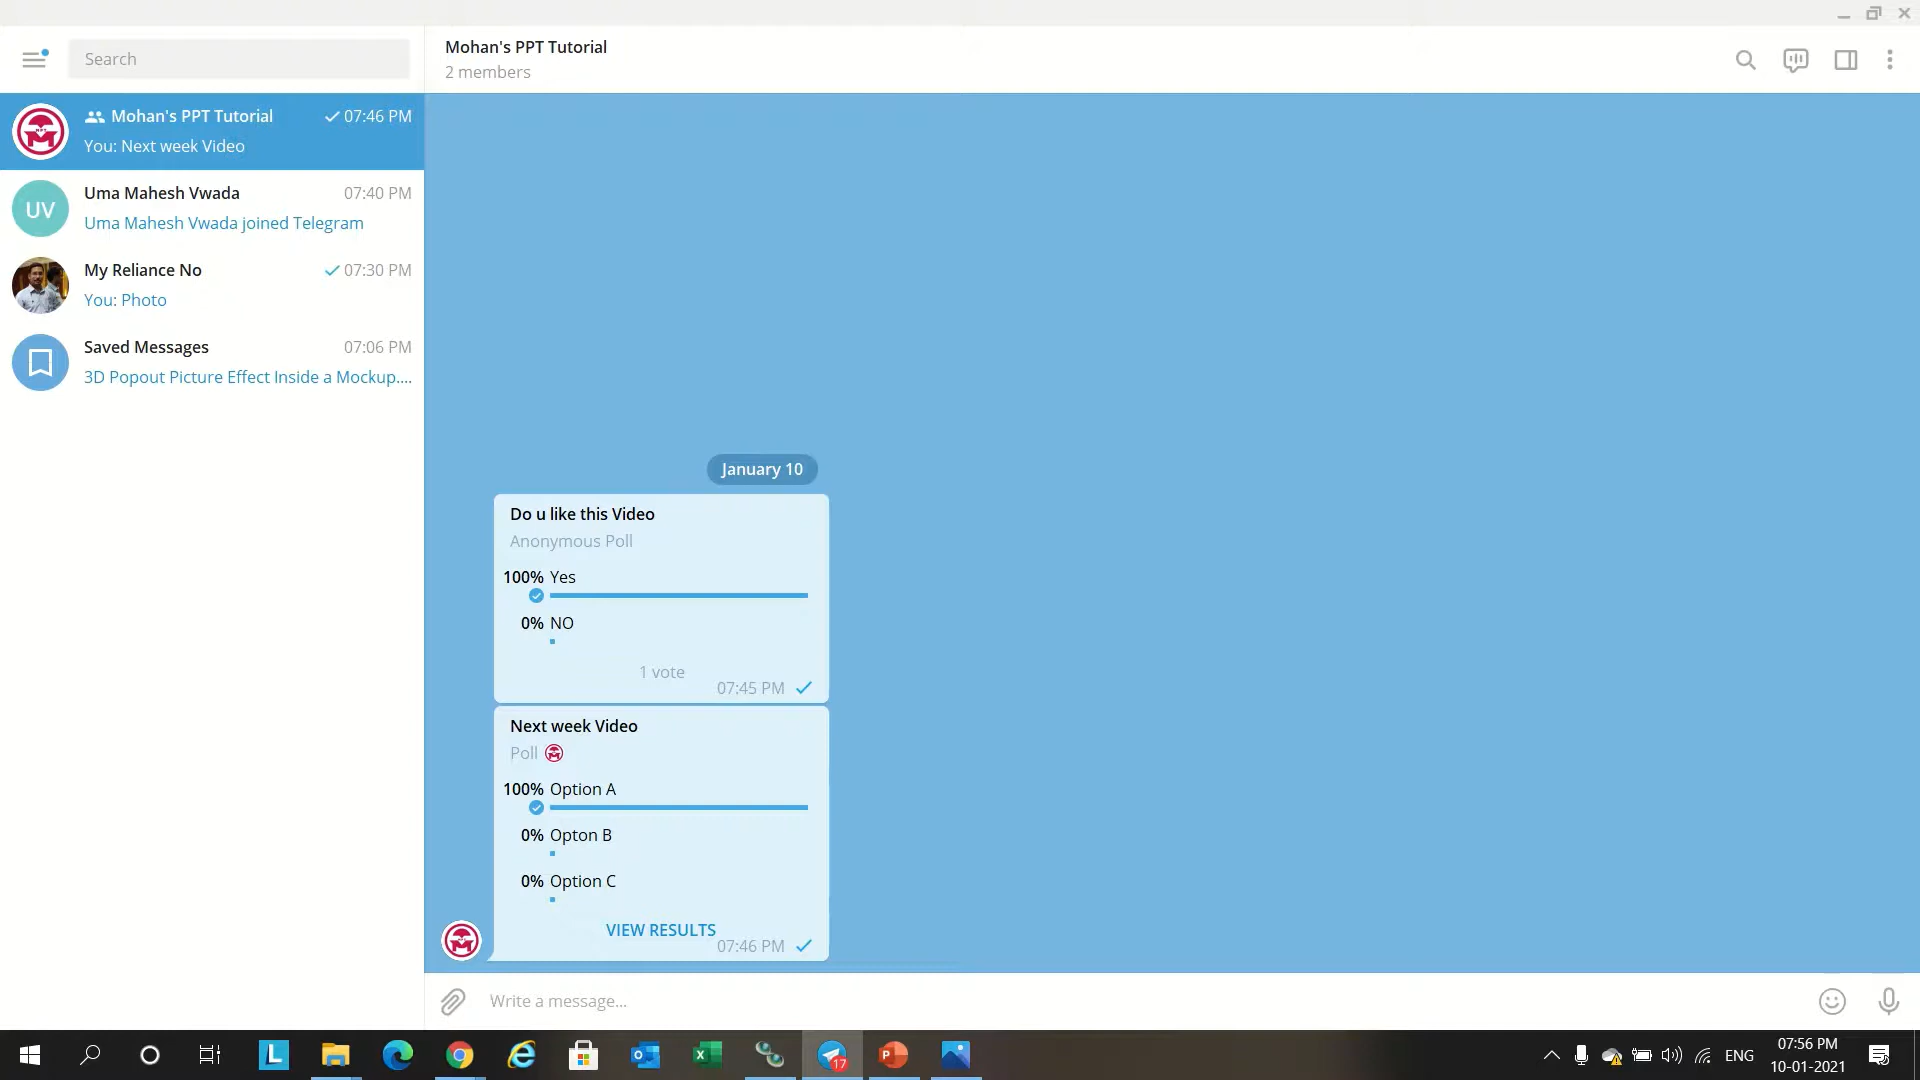 Search
Mohan's PPT Tutorial
07:46 PM
You: Next week Video
UV
Uma Mahesh Vwada
07:40 PM
Uma Mahesh Vwada joined Telegram
My Reliance No
07:30 PM
You: Photo
Saved Messages
07:06 PM
3D Popout Picture Effect Inside a Mockup....
Mohan's PPT Tutorial
2 members
January 10
Do u like this Video
Anonymous Poll
100% Yes
0% NO
1 vote
07:45 PM
Next week Video
Poll
100% Option A
0% Opton B
0% Option C
VIEW RESULTS
07:46 PM
Write a message...
L
17
P
ENG
07:56 PM
10-01-2021